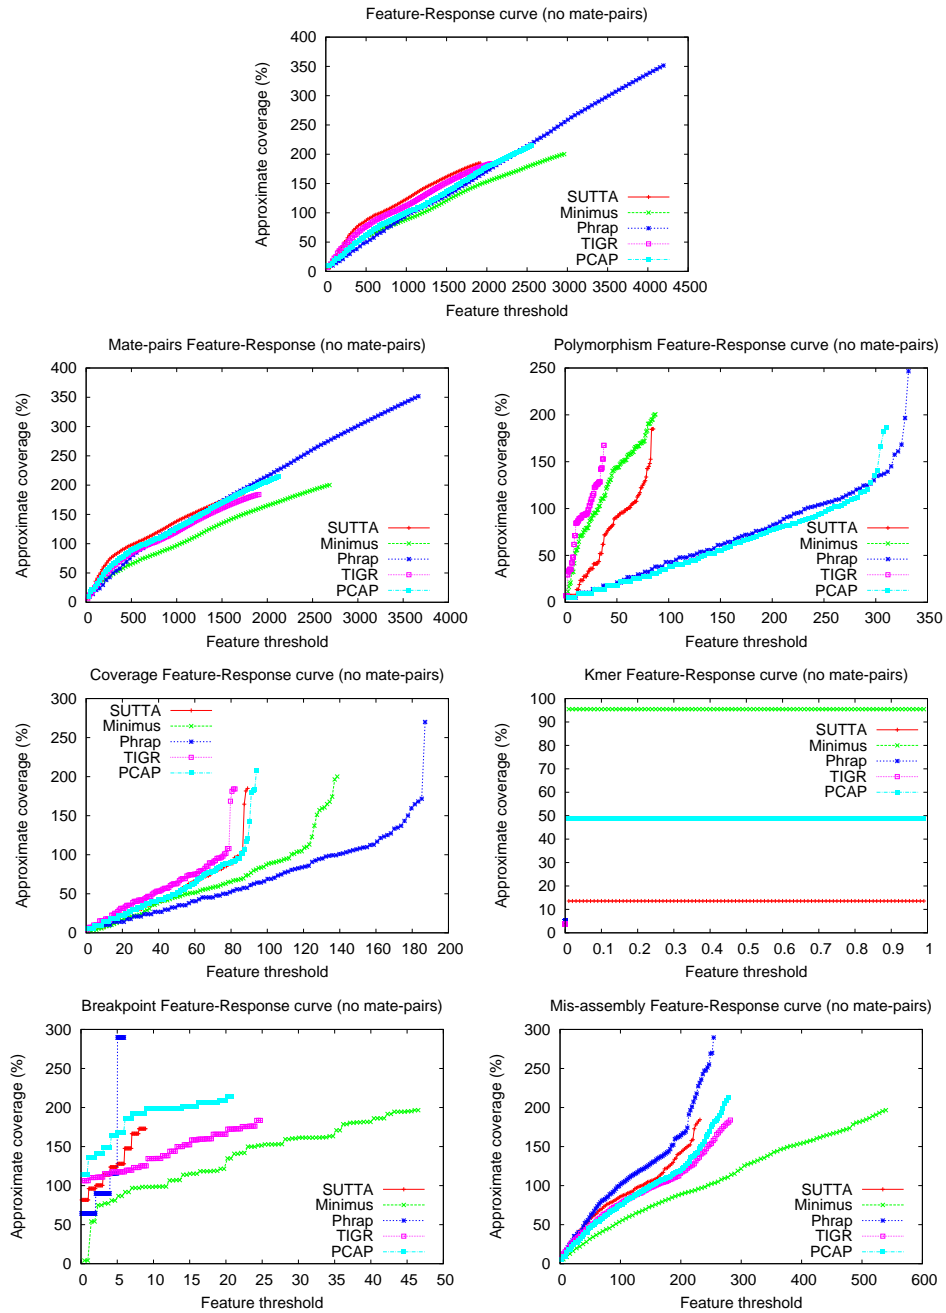 Feature-Response curve (no mate-pairs)
Approximate coverage (%)
400
350
300
250
200
150
100
50
0
SUTTA
Minimus
Phrap
TIGR
PCAP
0 500 1000 1500 2000 2500 3000 3500 4000 4500
Feature threshold
Mate-pairs Feature-Response (no mate-pairs)
Approximate coverage (%)
400
350
300
250
200
150
100
50
0
SUTTA
Minimus
Phrap
TIGR
PCAP
0 500 1000 1500 2000 2500 3000 3500 4000
Feature threshold
Polymorphism Feature-Response curve (no mate-pairs)
Approximate coverage (%)
250
200
150
100
50
0
SUTTA
Minimus
Phrap
TIGR
PCAP
0 50 100 150 200 250 300 350
Feature threshold
Coverage Feature-Response curve (no mate-pairs)
Approximate coverage (%)
300
250
200
150
100
50
0
SUTTA
Minimus
Phrap
TIGR
PCAP
0 20 40 60 80 100 120 140 160 180 200
Feature threshold
Kmer Feature-Response curve (no mate-pairs)
Approximate coverage (%)
100
90
80
70
60
50
40
30
20
10
0
SUTTA
Minimus
Phrap
TIGR
PCAP
0 0.1 0.2 0.3 0.4 0.5 0.6 0.7 0.8 0.9 1
Feature threshold
Breakpoint Feature-Response curve (no mate-pairs)
Approximate coverage (%)
300
250
200
150
100
50
0
SUTTA
Minimus
Phrap
TIGR
PCAP
0 5 10 15 20 25 30 35 40 45 50
Feature threshold
Mis-assembly Feature-Response curve (no mate-pairs)
Approximate coverage (%)
300
250
200
150
100
50
0
SUTTA
Minimus
Phrap
TIGR
PCAP
0 100 200 300 400 500 600
Feature threshold